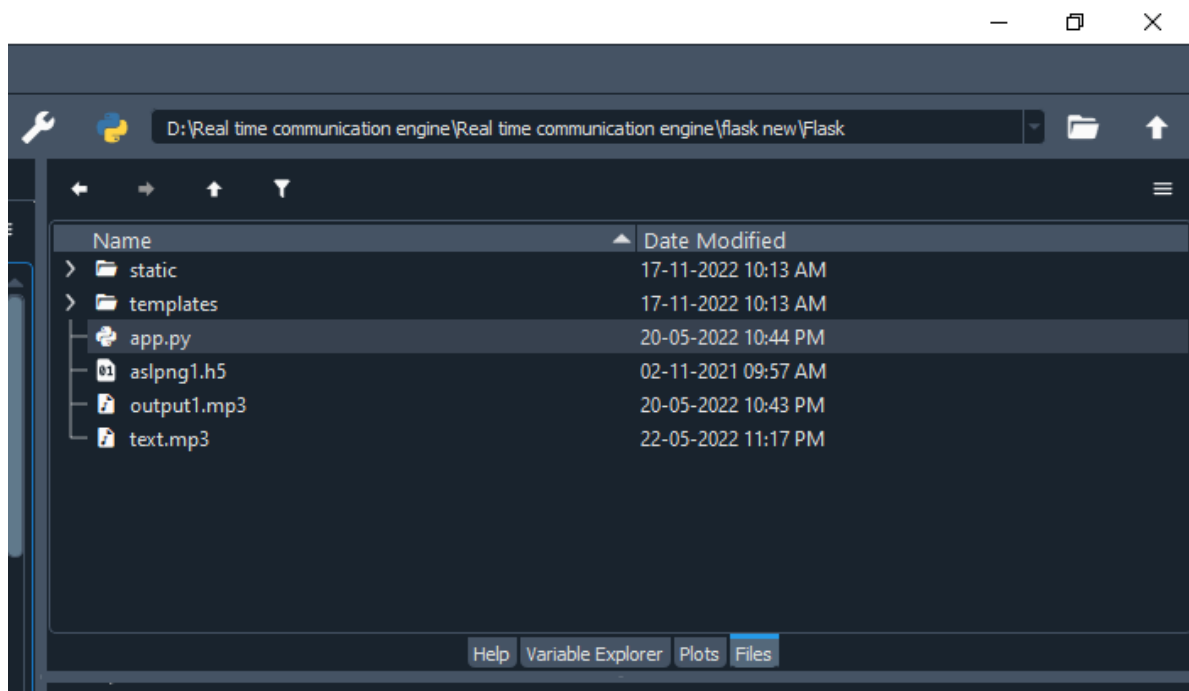 D:\Real time communication engine\Real time communication engine\flask new\Flask
Name Date Modified
static 17-11-2022 10:13 AM
templates 17-11-2022 10:13 AM
app.py 20-05-2022 10:44 PM
aslpng1.h5 02-11-2021 09:57 AM
output1.mp3 20-05-2022 10:43 PM
text.mp3 22-05-2022 11:17 PM
Help Variable Explorer Plots Files